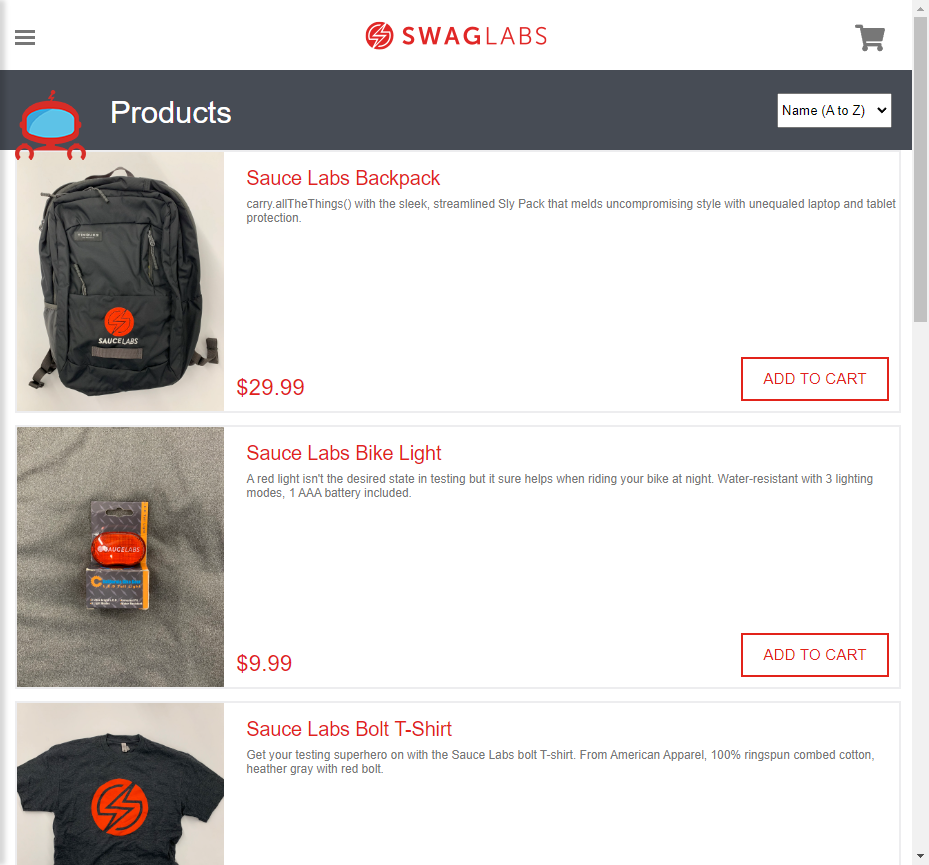 SWAGLABS
Products
Name (A to Z)
SAUCELABS
Sauce Labs Backpack
carry.allTheThings() with the sleek, streamlined Sly Pack that melds uncompromising style with unequaled laptop and tablet
protection.
$29.99
ADD TO CART
SAUCELABS
Sauce Labs Bike Light
A red light isn't the desired state in testing but it sure helps when riding your bike at night. Water-resistant with 3 lighting
modes, 1 AAA battery included.
$9.99
ADD TO CART
Sauce Labs Bolt T-Shirt
Get your testing superhero on with the Sauce Labs bolt T-shirt. From American Apparel, 100% ringspun combed cotton,
heather gray with red bolt.